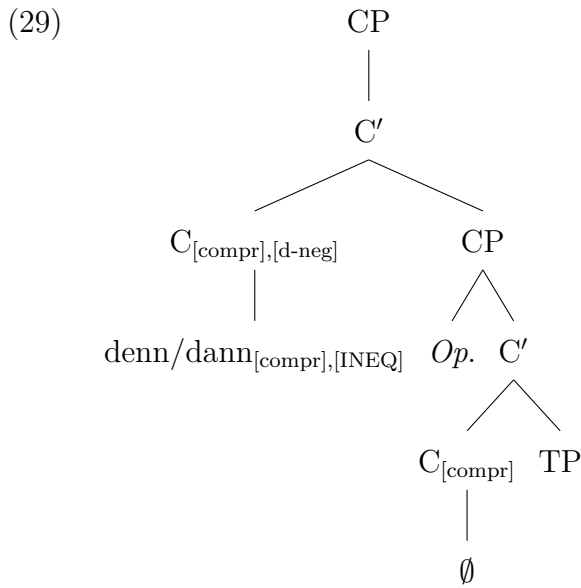 (29) CP
C′
C[compr],[d-neg] CP
denn/dann[compr],[INEQ] Op. C′
C[compr] TP
∅